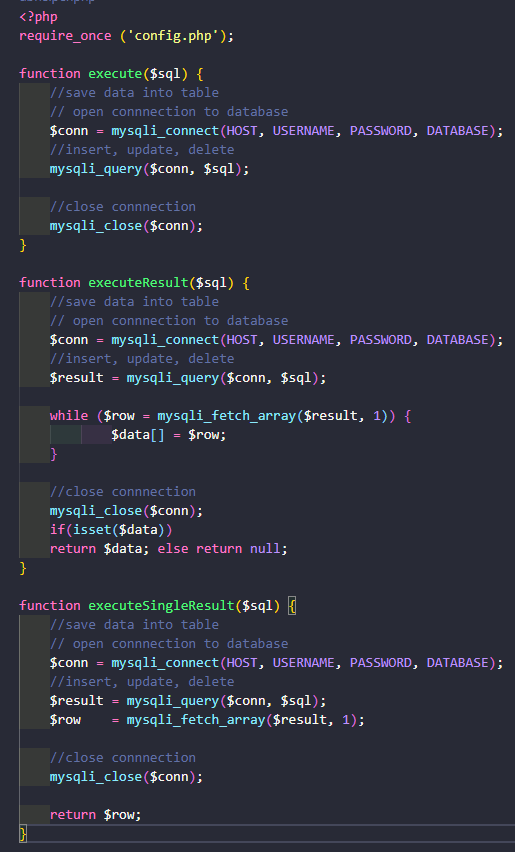 <?php
require_once ('config.php');

function execute($sql) {
    //save data into table
    // open connnection to database
    $conn = mysqli_connect(HOST, USERNAME, PASSWORD, DATABASE);
    //insert, update, delete
    mysqli_query($conn, $sql);

    //close connnection
    mysqli_close($conn);
}

function executeResult($sql) {
    //save data into table
    // open connnection to database
    $conn = mysqli_connect(HOST, USERNAME, PASSWORD, DATABASE);
    //insert, update, delete
    $result = mysqli_query($conn, $sql);

    while ($row = mysqli_fetch_array($result, 1)) {
            $data[] = $row;
    }

    //close connnection
    mysqli_close($conn);
    if(isset($data))
    return $data; else return null;
}

function executeSingleResult($sql) {
    //save data into table
    // open connnection to database
    $conn = mysqli_connect(HOST, USERNAME, PASSWORD, DATABASE);
    //insert, update, delete
    $result = mysqli_query($conn, $sql);
    $row    = mysqli_fetch_array($result, 1);

    //close connnection
    mysqli_close($conn);

    return $row;
}